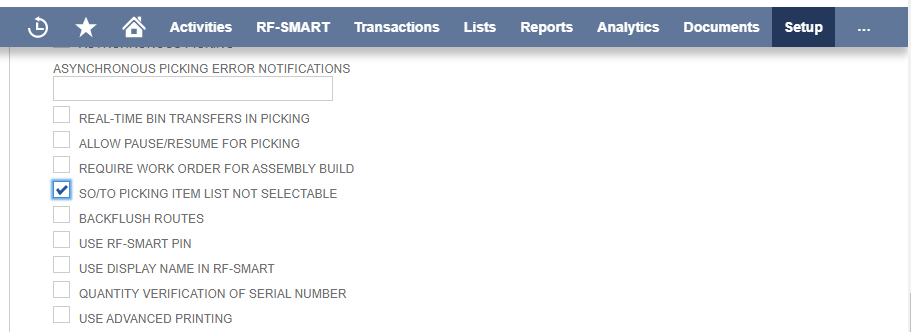 Activities RF-SMART Transactions Lists Reports Analytics Documents Setup ...
ASYNCHRONOUS PICKING
ASYNCHRONOUS PICKING ERROR NOTIFICATIONS
REAL-TIME BIN TRANSFERS IN PICKING
ALLOW PAUSE/RESUME FOR PICKING
REQUIRE WORK ORDER FOR ASSEMBLY BUILD
SO/TO PICKING ITEM LIST NOT SELECTABLE
BACKFLUSH ROUTES
USE RF-SMART PIN
USE DISPLAY NAME IN RF-SMART
QUANTITY VERIFICATION OF SERIAL NUMBER
USE ADVANCED PRINTING